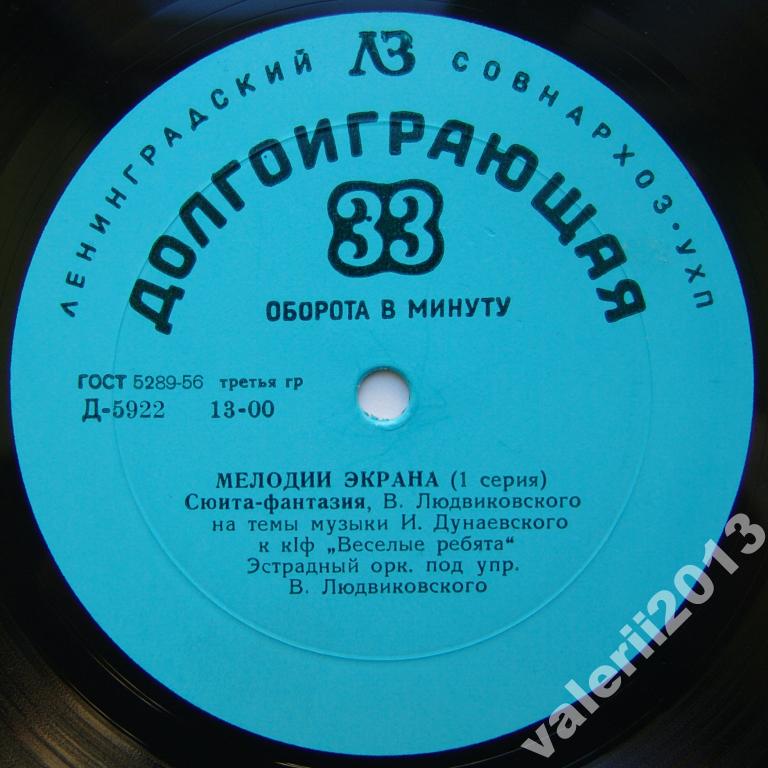 ЛЕНИНГРАДСКИЙ ЛЗ СОВНАРХОЗ·УХП
ДОЛГОИГРАЮЩАЯ
33
ОБОРОТА В МИНУТУ
ГОСТ 5289-56 третья гр
Д-5922 13-00
МЕЛОДИИ ЭКРАНА (1 серия)
Сюита-фантазия, В. Людвиковского
на темы музыки И. Дунаевского
к кIф „Веселые ребята“
Эстрадный орк. под упр.
В. Людвиковского
valerii2013